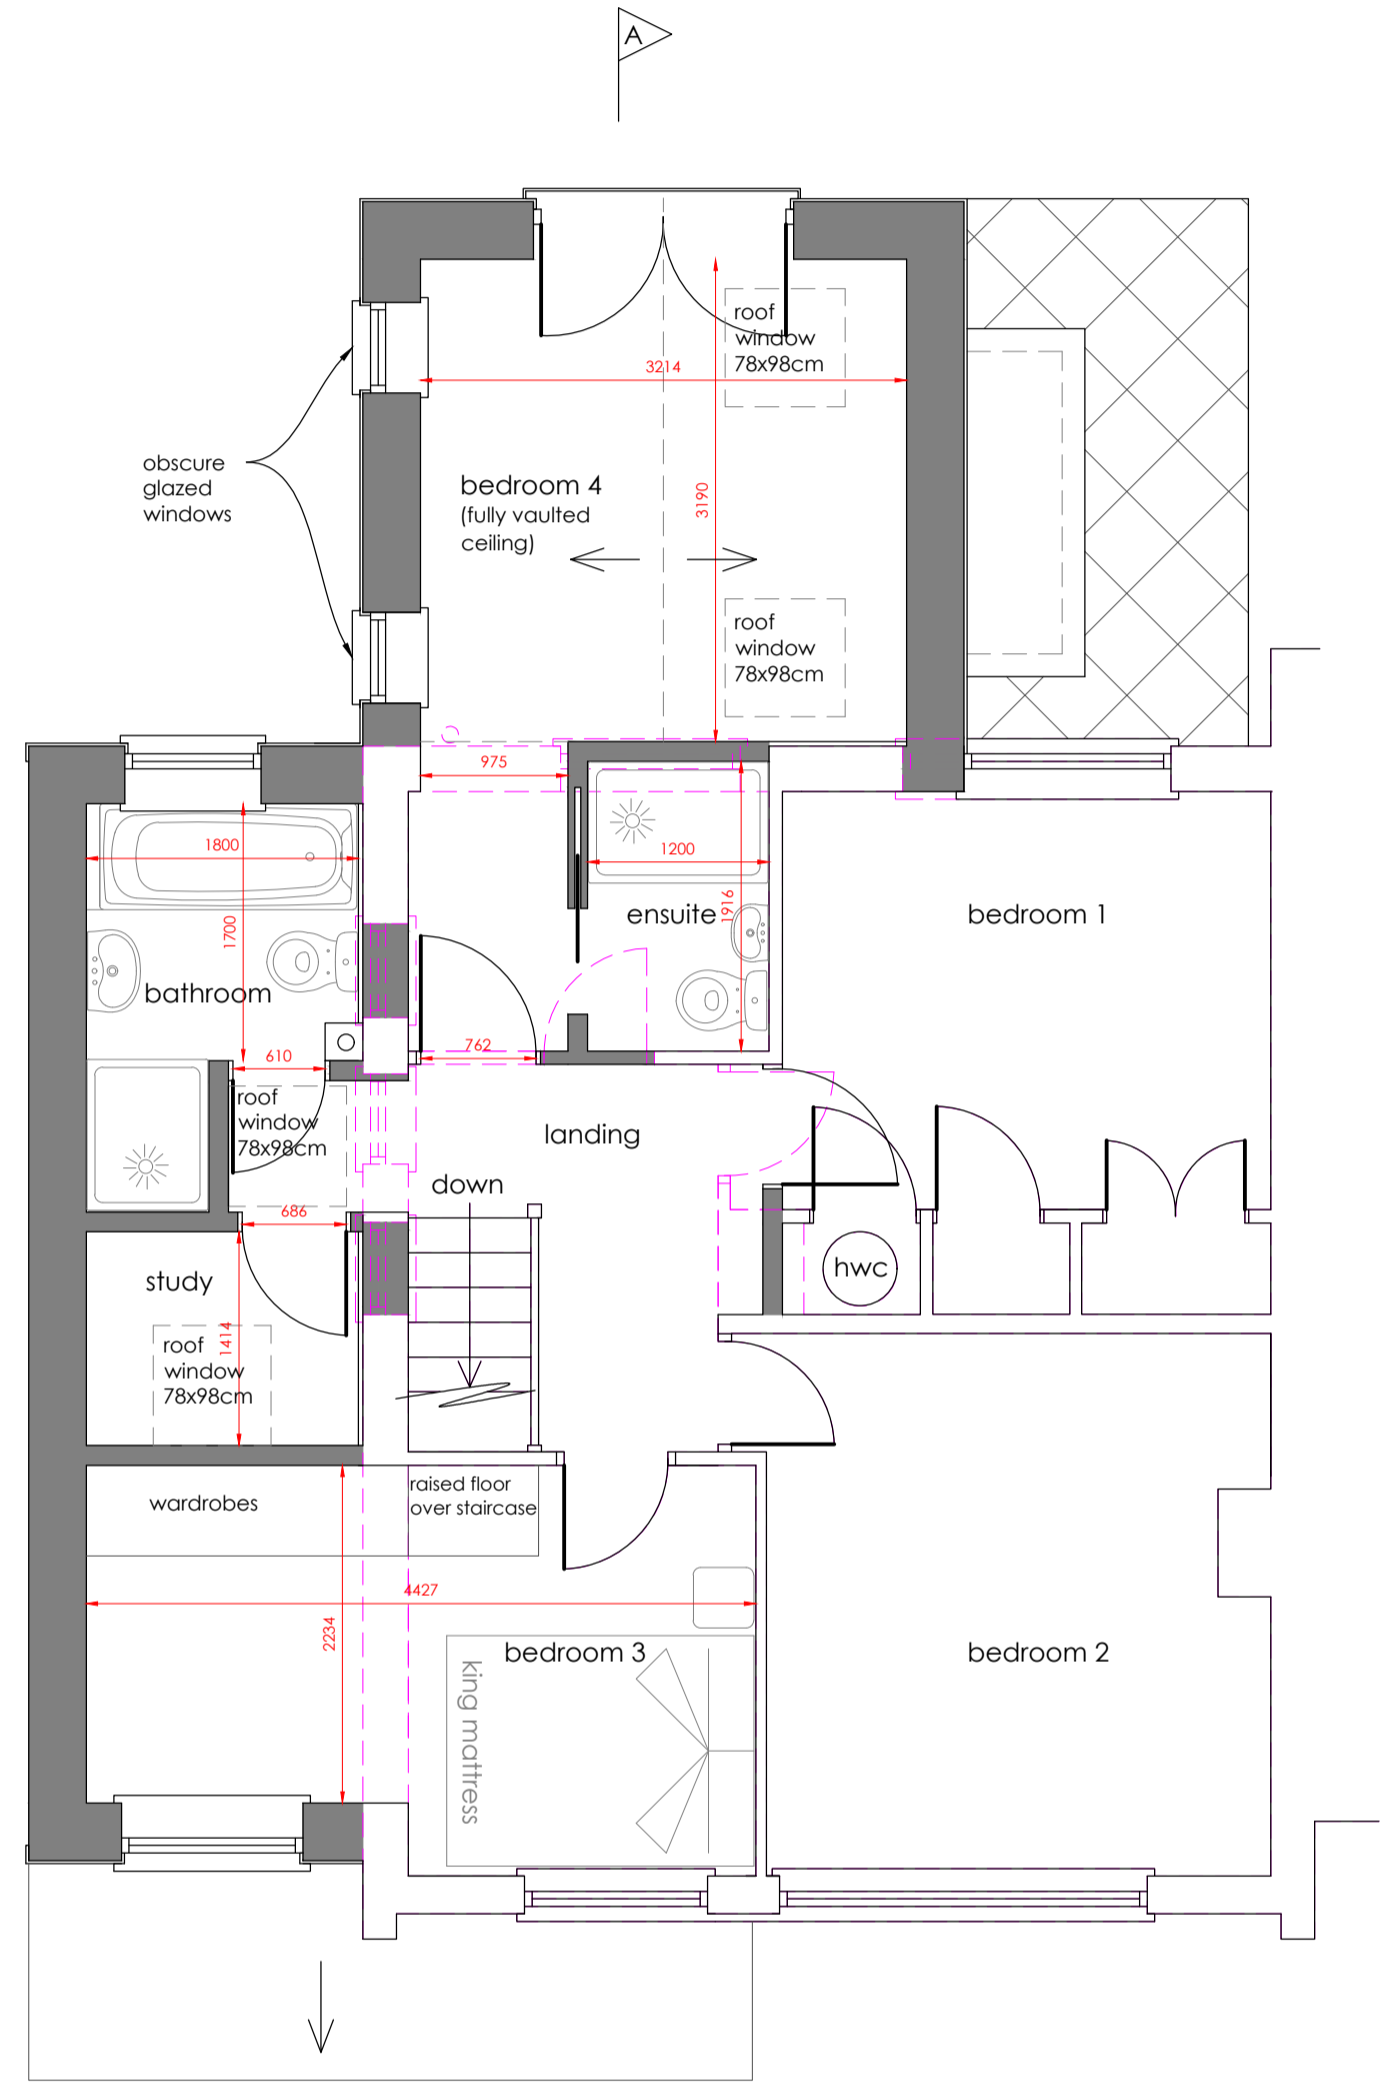 A
roof
window
78x98cm
3214
obscure
glazed
windows
bedroom 4
(fully vaulted
ceiling)
3190
roof
window
78x98cm
975
1800
1200
1700
1916
ensuite
bedroom 1
bathroom
610
762
roof
window
78x98cm
landing
down
686
study
hwc
1414
roof
window
78x98cm
wardrobes
raised floor
over staircase
4427
2234
bedroom 3
king mattress
bedroom 2